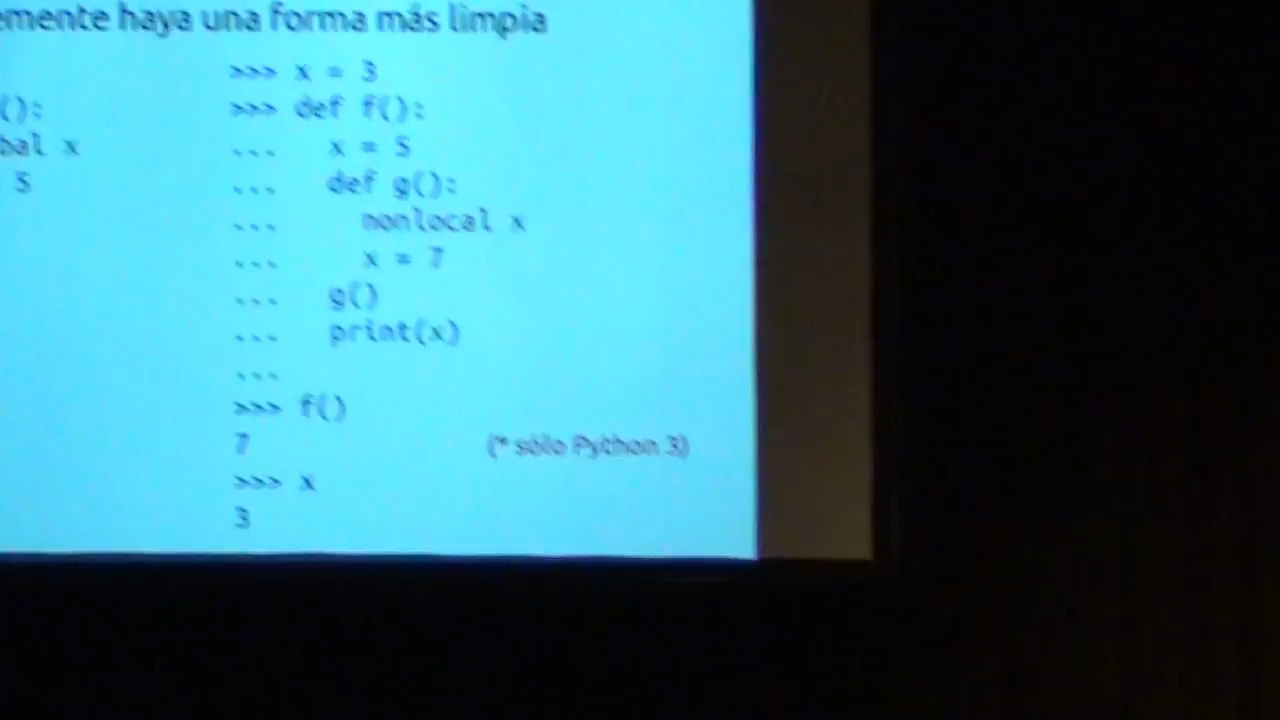 emente haya una forma más limpia
():
bal x
5
>>> x = 3
>>> def f():
...   x = 5
...   def g():
...     nonlocal x
...     x = 7
...   g()
...   print(x)
...
>>> f()
7
(* sólo Python 3)
>>> x
3